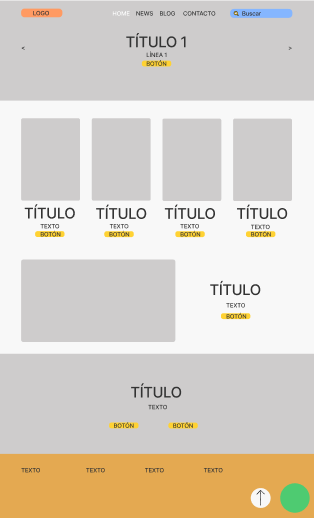 LOGO HOME NEWS BLOG CONTACTO Buscar
TÍTULO 1
< >
LÍNEA 1
BOTÓN
TÍTULO TÍTULO TÍTULO TÍTULO
TEXTO TEXTO TEXTO TEXTO
BOTÓN BOTÓN BOTÓN BOTÓN
TÍTULO
TEXTO
BOTÓN
TÍTULO
TEXTO
BOTÓN BOTÓN
TEXTO TEXTO TEXTO TEXTO